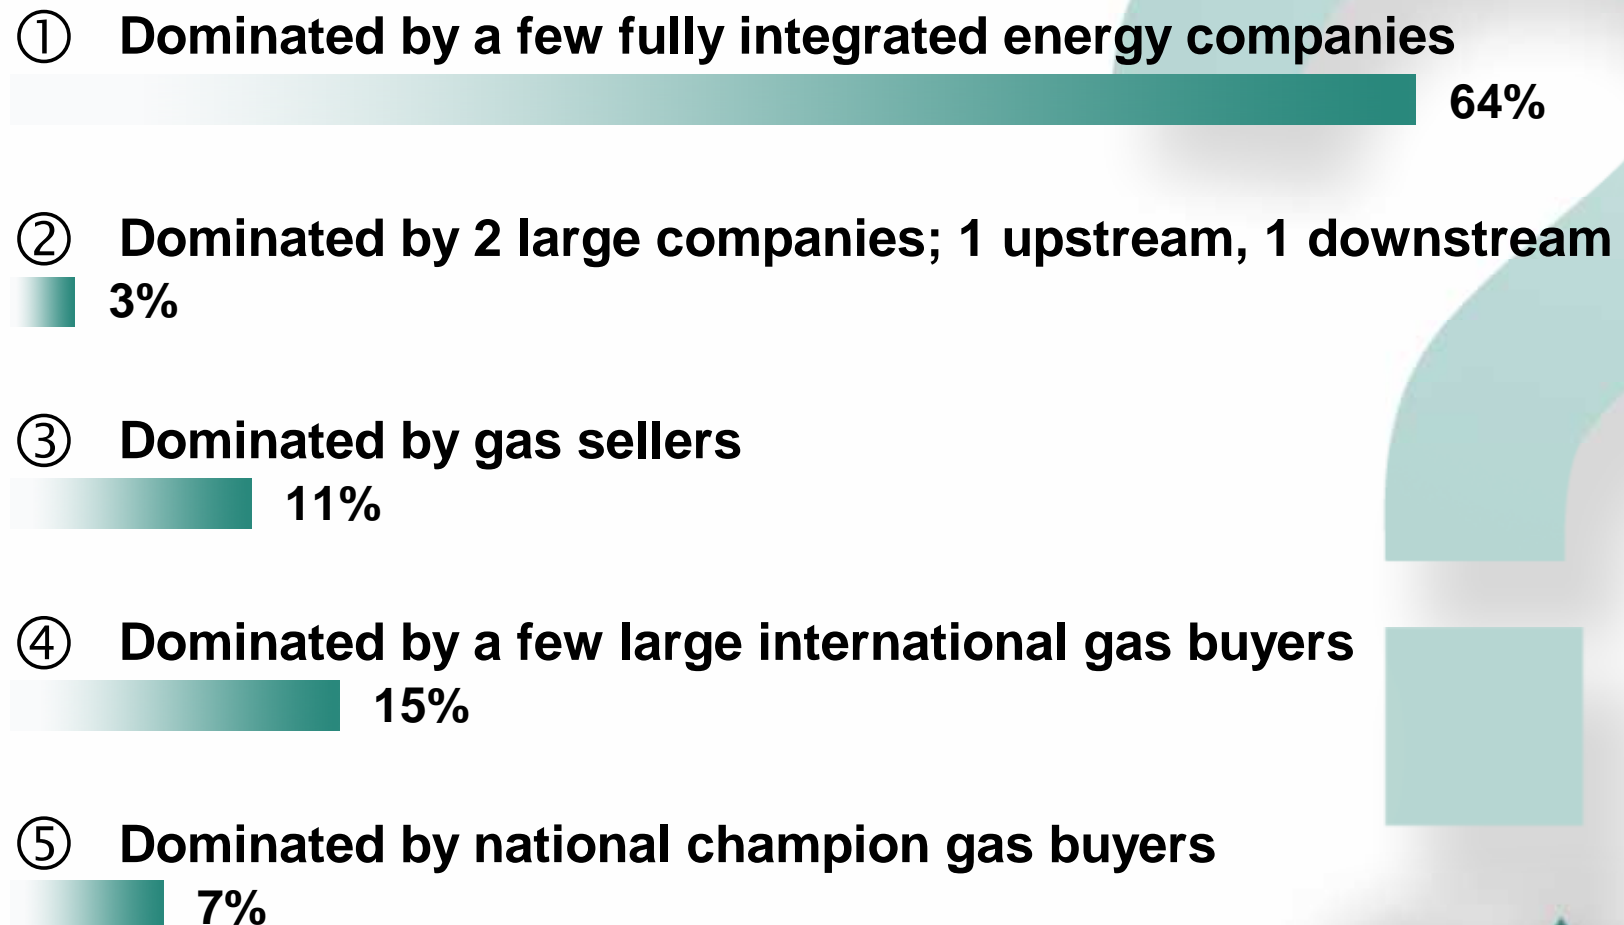 ① Dominated by a few fully integrated energy companies
64%
② Dominated by 2 large companies; 1 upstream, 1 downstream
3%
③ Dominated by gas sellers
11%
④ Dominated by a few large international gas buyers
15%
⑤ Dominated by national champion gas buyers
7%